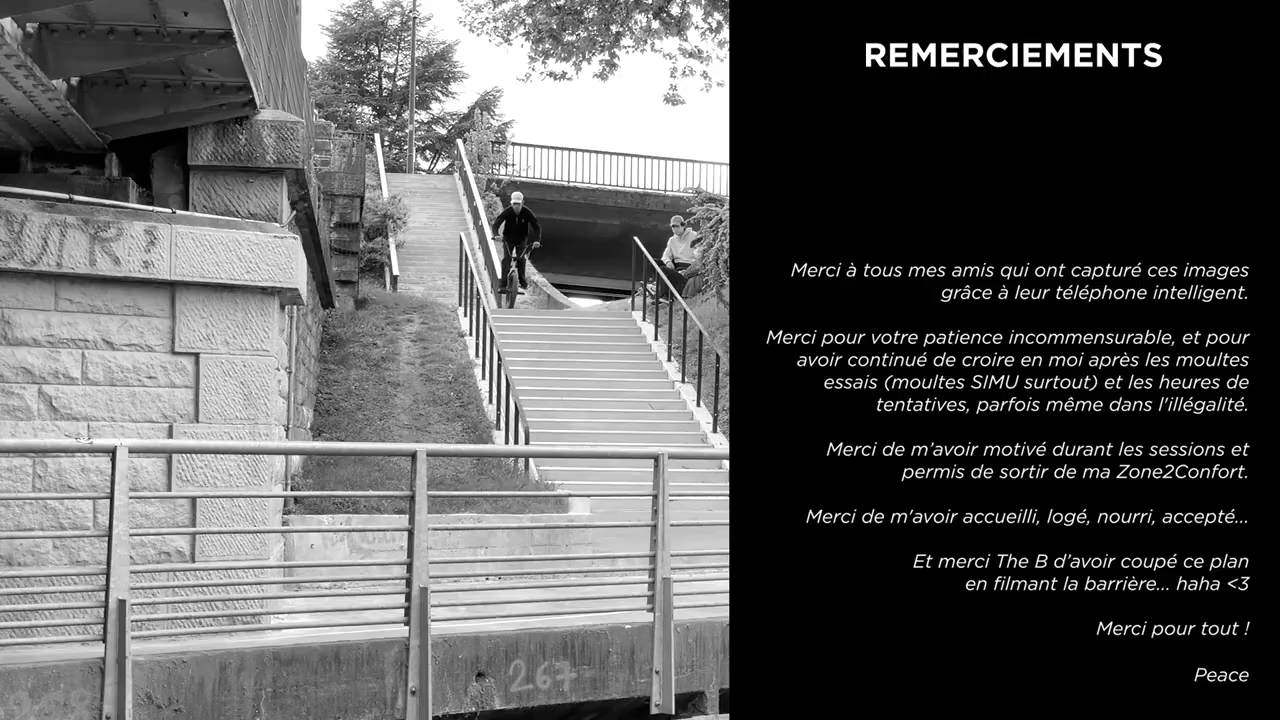 REMERCIEMENTS
Merci à tous mes amis qui ont capturé ces images
grâce à leur téléphone intelligent.
Merci pour votre patience incommensurable, et pour
avoir continué de croire en moi après les moultes
essais (moultes SIMU surtout) et les heures de
tentatives, parfois même dans l'illégalité.
Merci de m'avoir motivé durant les sessions et
permis de sortir de ma Zone2Confort.
Merci de m'avoir accueilli, logé, nourri, accepté...
Et merci The B d'avoir coupé ce plan
en filmant la barrière... haha <3
Merci pour tout !
Peace
267